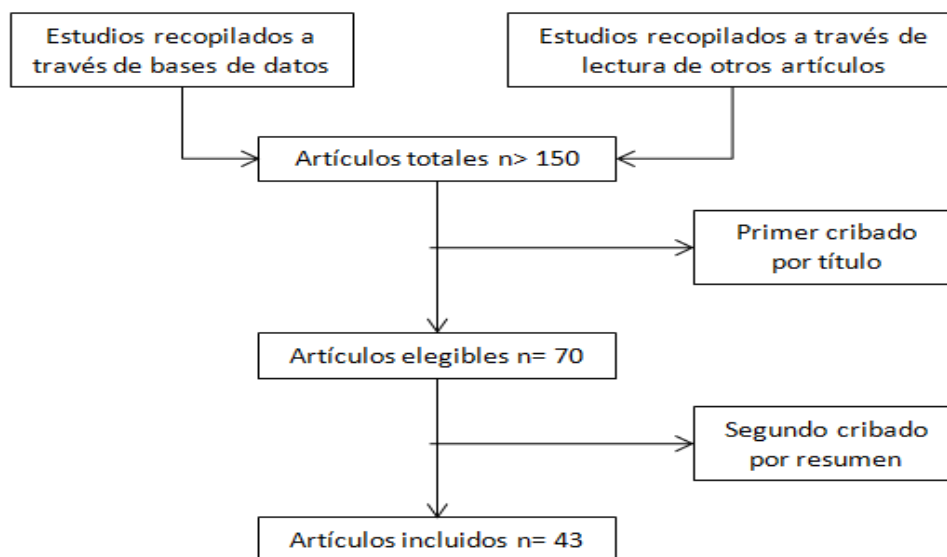 Estudios recopilados a
través de bases de datos
Estudios recopilados a través de
lectura de otros artículos
Artículos totales n> 150
Primer cribado
por título
Artículos elegibles n= 70
Segundo cribado
por resumen
Artículos incluidos n= 43